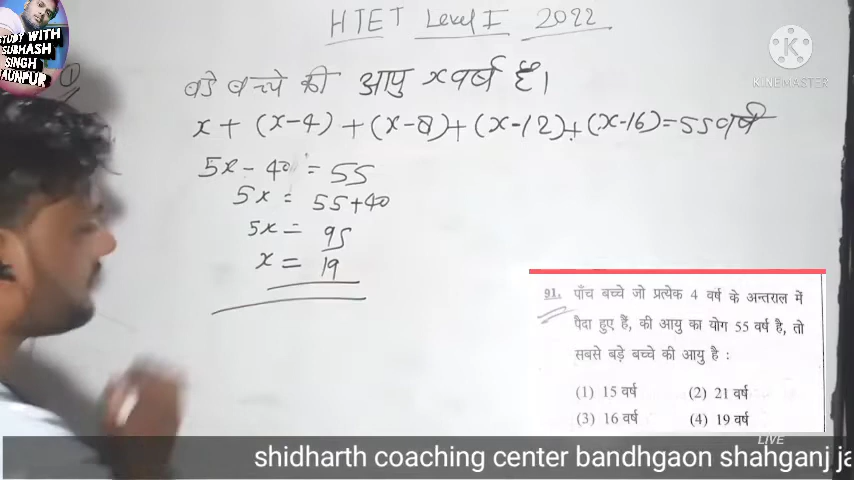 STUDY WITH
SUBHASH
SINGH
JAUNPUR
HTET Level I 2022
KINEMASTER
①
बड़े बच्चे की आयु x वर्ष है।
x + (x-4) + (x-8) + (x-12) + (x-16) = 55 वर्ष
5x - 40 = 55
5x = 55+40
5x = 95
x = 19
91. पाँच बच्चे जो प्रत्येक 4 वर्ष के अन्तराल में
पैदा हुए हैं, की आयु का योग 55 वर्ष है, तो
सबसे बड़े बच्चे की आयु है :
(1) 15 वर्ष (2) 21 वर्ष
(3) 16 वर्ष (4) 19 वर्ष
LIVE
shidharth coaching center bandhgaon shahganj ja